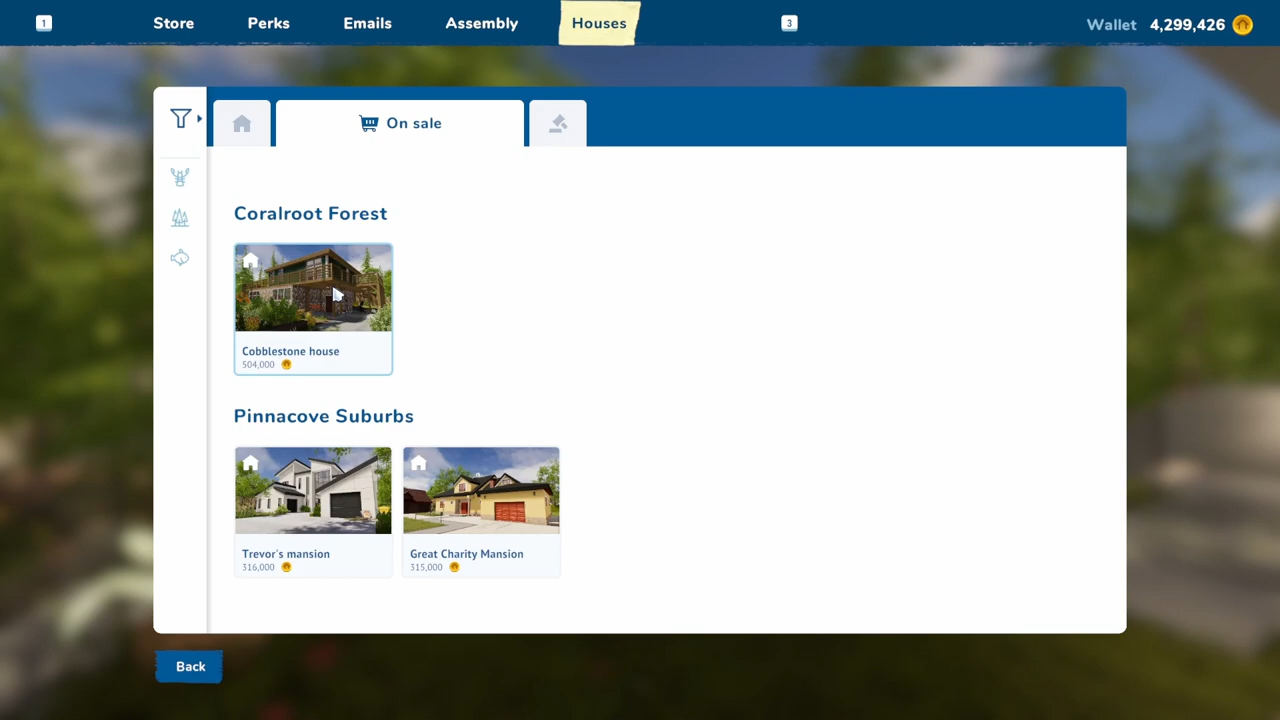 1 Store Perks Emails Assembly Houses 3 Wallet 4,299,426
On sale
Coralroot Forest
Cobblestone house
504,000
Pinnacove Suburbs
Trevor's mansion Great Charity Mansion
316,000 315,000
Back